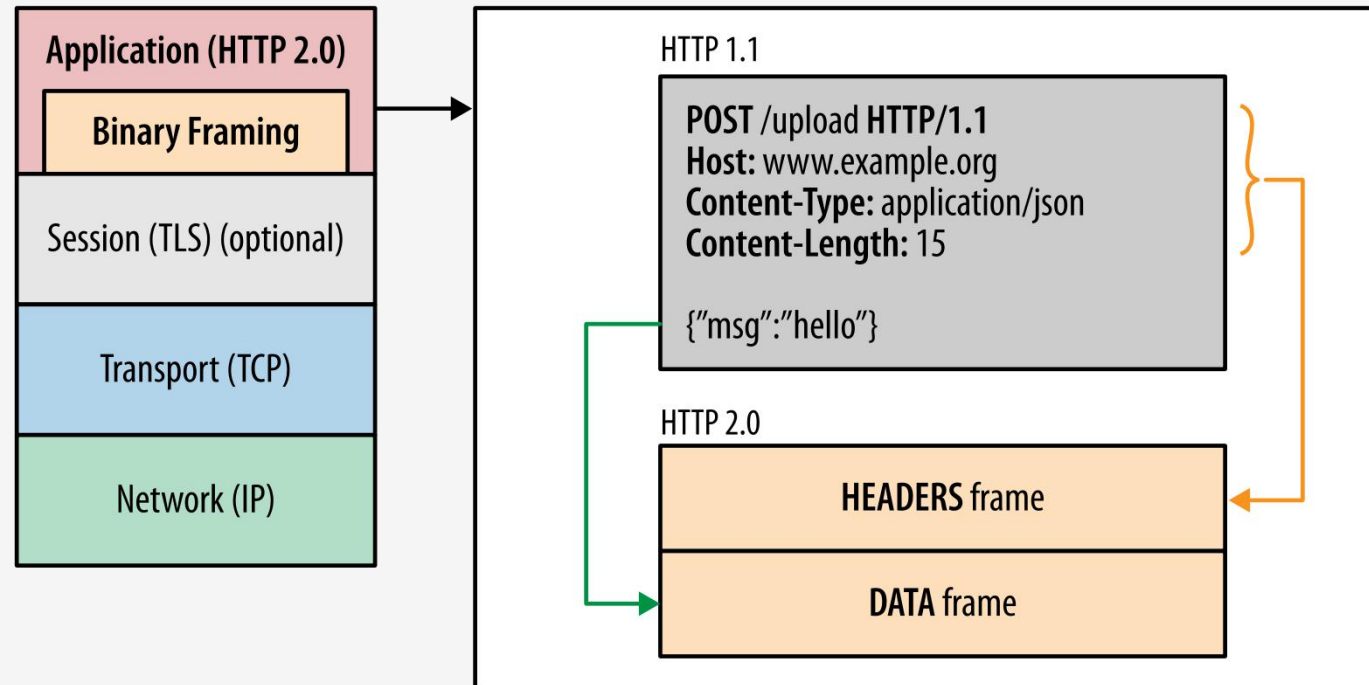 Application (HTTP 2.0)
Binary Framing
Session (TLS) (optional)
Transport (TCP)
Network (IP)
HTTP 1.1
POST /upload HTTP/1.1
Host: www.example.org
Content-Type: application/json
Content-Length: 15
{”msg”:”hello”}
HTTP 2.0
HEADERS frame
DATA frame